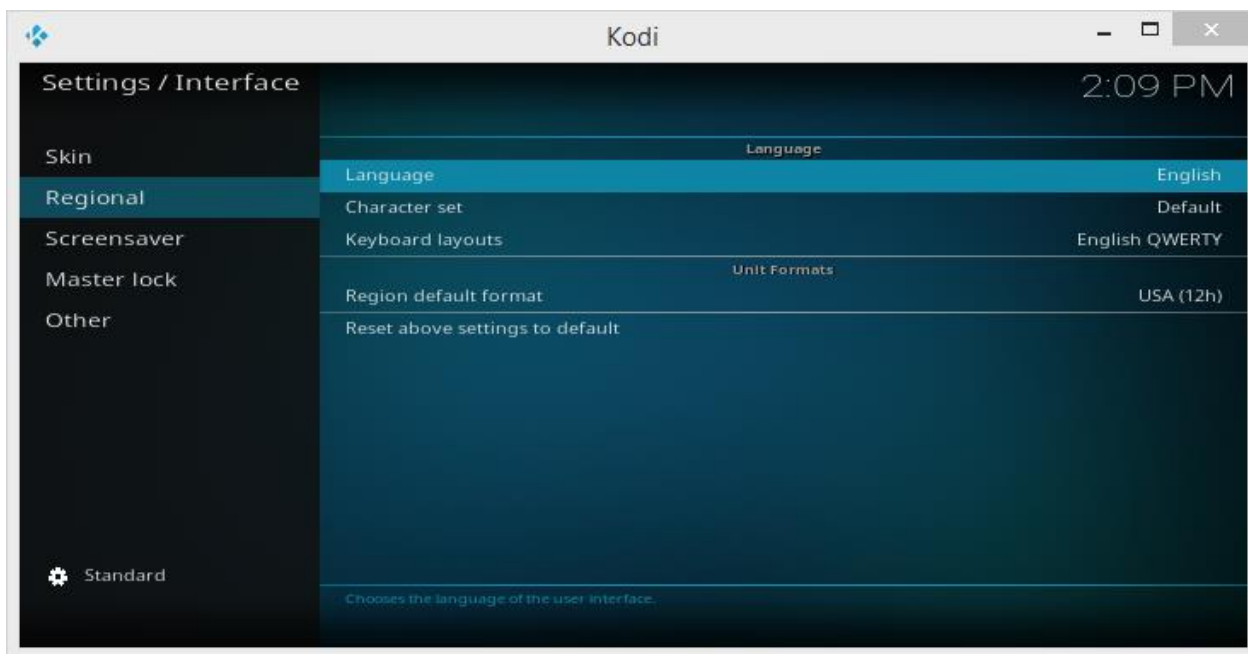 Kodi
Settings / Interface
2:09 PM
Skin
Regional
Screensaver
Master lock
Other
Standard
Language
Language English
Character set Default
Keyboard layouts English QWERTY
Unit Formats
Region default format USA (12h)
Reset above settings to default
Chooses the language of the user interface.